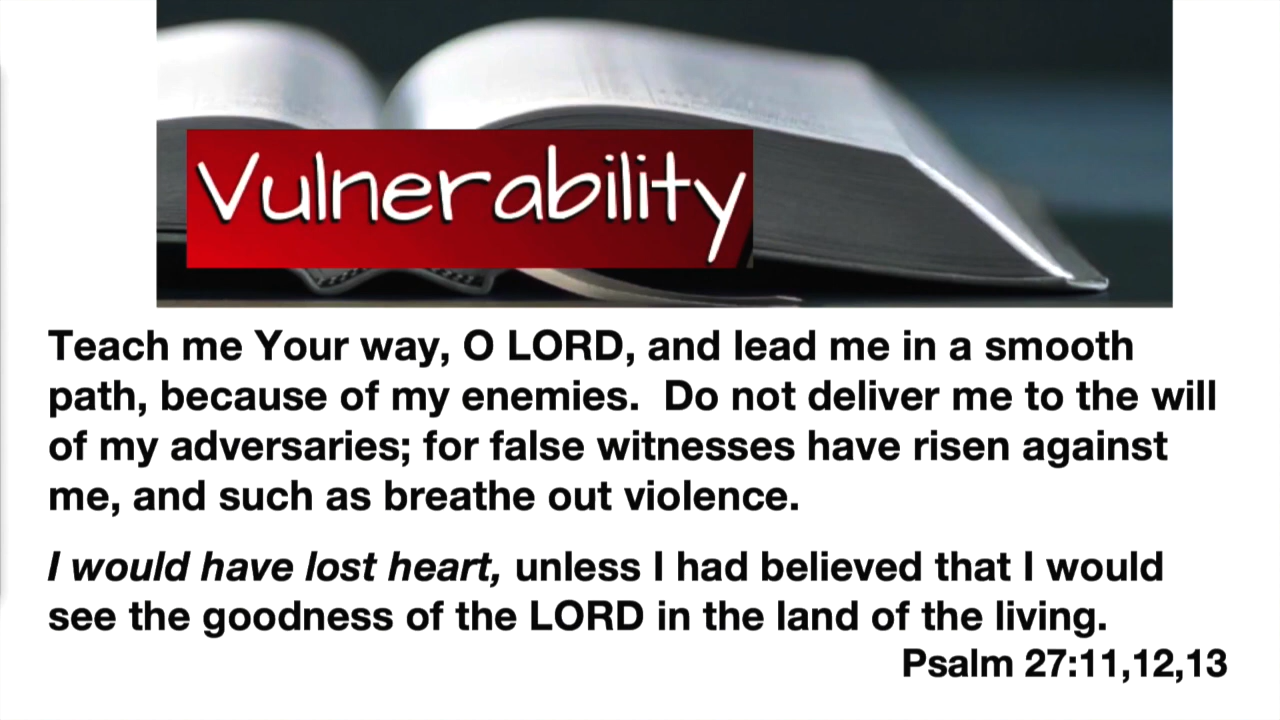 Vulnerability
Teach me Your way, O LORD, and lead me in a smooth
path, because of my enemies.  Do not deliver me to the will
of my adversaries; for false witnesses have risen against
me, and such as breathe out violence.
I would have lost heart, unless I had believed that I would
see the goodness of the LORD in the land of the living.
Psalm 27:11,12,13